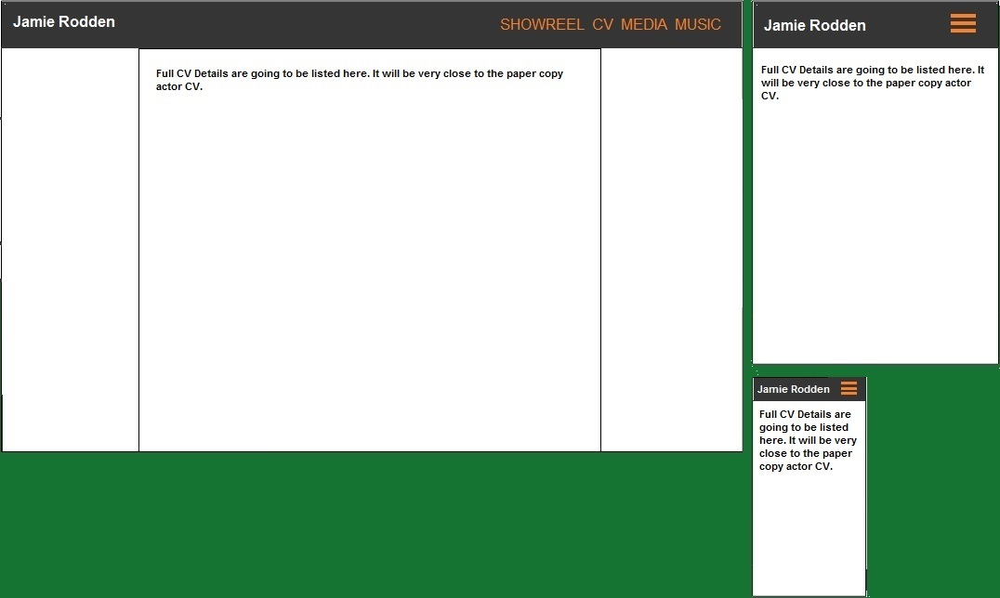 Jamie Rodden
SHOWREEL CV MEDIA MUSIC
Full CV Details are going to be listed here. It will be very close to the paper copy
actor CV.
Jamie Rodden
Full CV Details are going to be listed here. It
will be very close to the paper copy actor
CV.
Jamie Rodden
Full CV Details are
going to be listed
here. It will be very
close to the paper
copy actor CV.